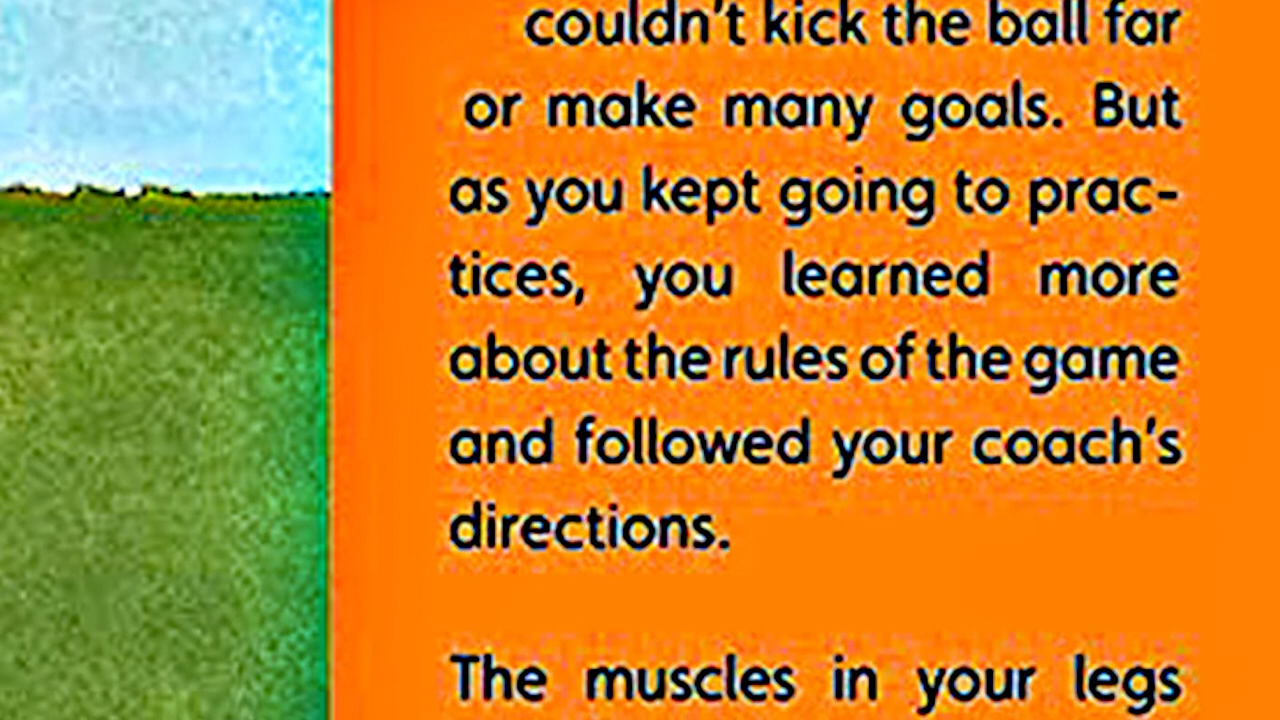 couldn't kick the ball far
or make many goals. But
as you kept going to prac-
tices, you learned more
about the rules of the game
and followed your coach's
directions.
The muscles in your legs